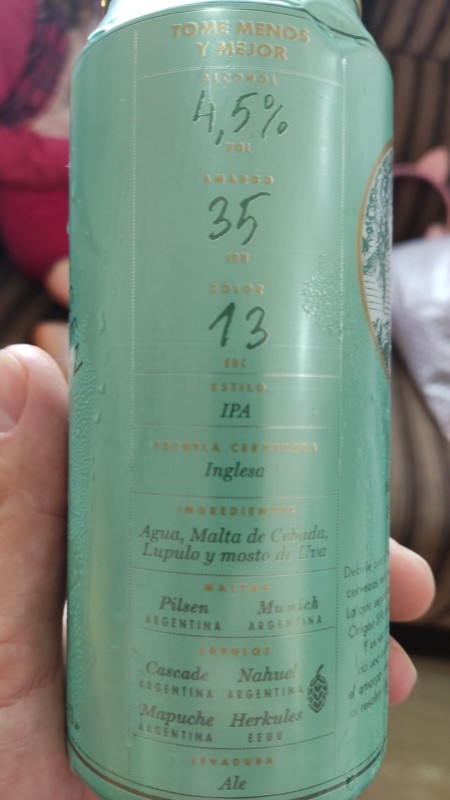 TOME MENOS
Y MEJOR
ALCOHOL
4,5%
VOL
AMARGO
35
IBU
COLOR
13
EBC
ESTILO
IPA
ESCUELA CERVECERA
Inglesa
INGREDIENTES
Agua, Malta de Cebada,
Lupulo y mosto de Uva
MALTAS
Pilsen Munich
ARGENTINA ARGENTINA
LÚPULOS
Cascade Nahuel
ARGENTINA ARGENTINA
Mapuche Herkules
ARGENTINA EEUU
LEVADURA
Ale